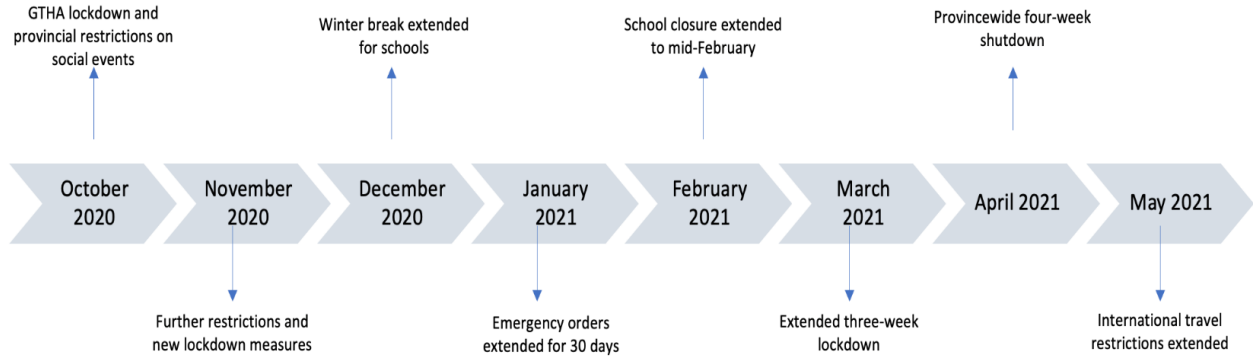 GTHA lockdown and
provincial restrictions on
social events
Winter break extended
for schools
School closure extended
to mid-February
Provincewide four-week
shutdown
October
2020
November
2020
December
2020
January
2021
February
2021
March
2021
April 2021
May 2021
Further restrictions and
new lockdown measures
Emergency orders
extended for 30 days
Extended three-week
lockdown
International travel
restrictions extended